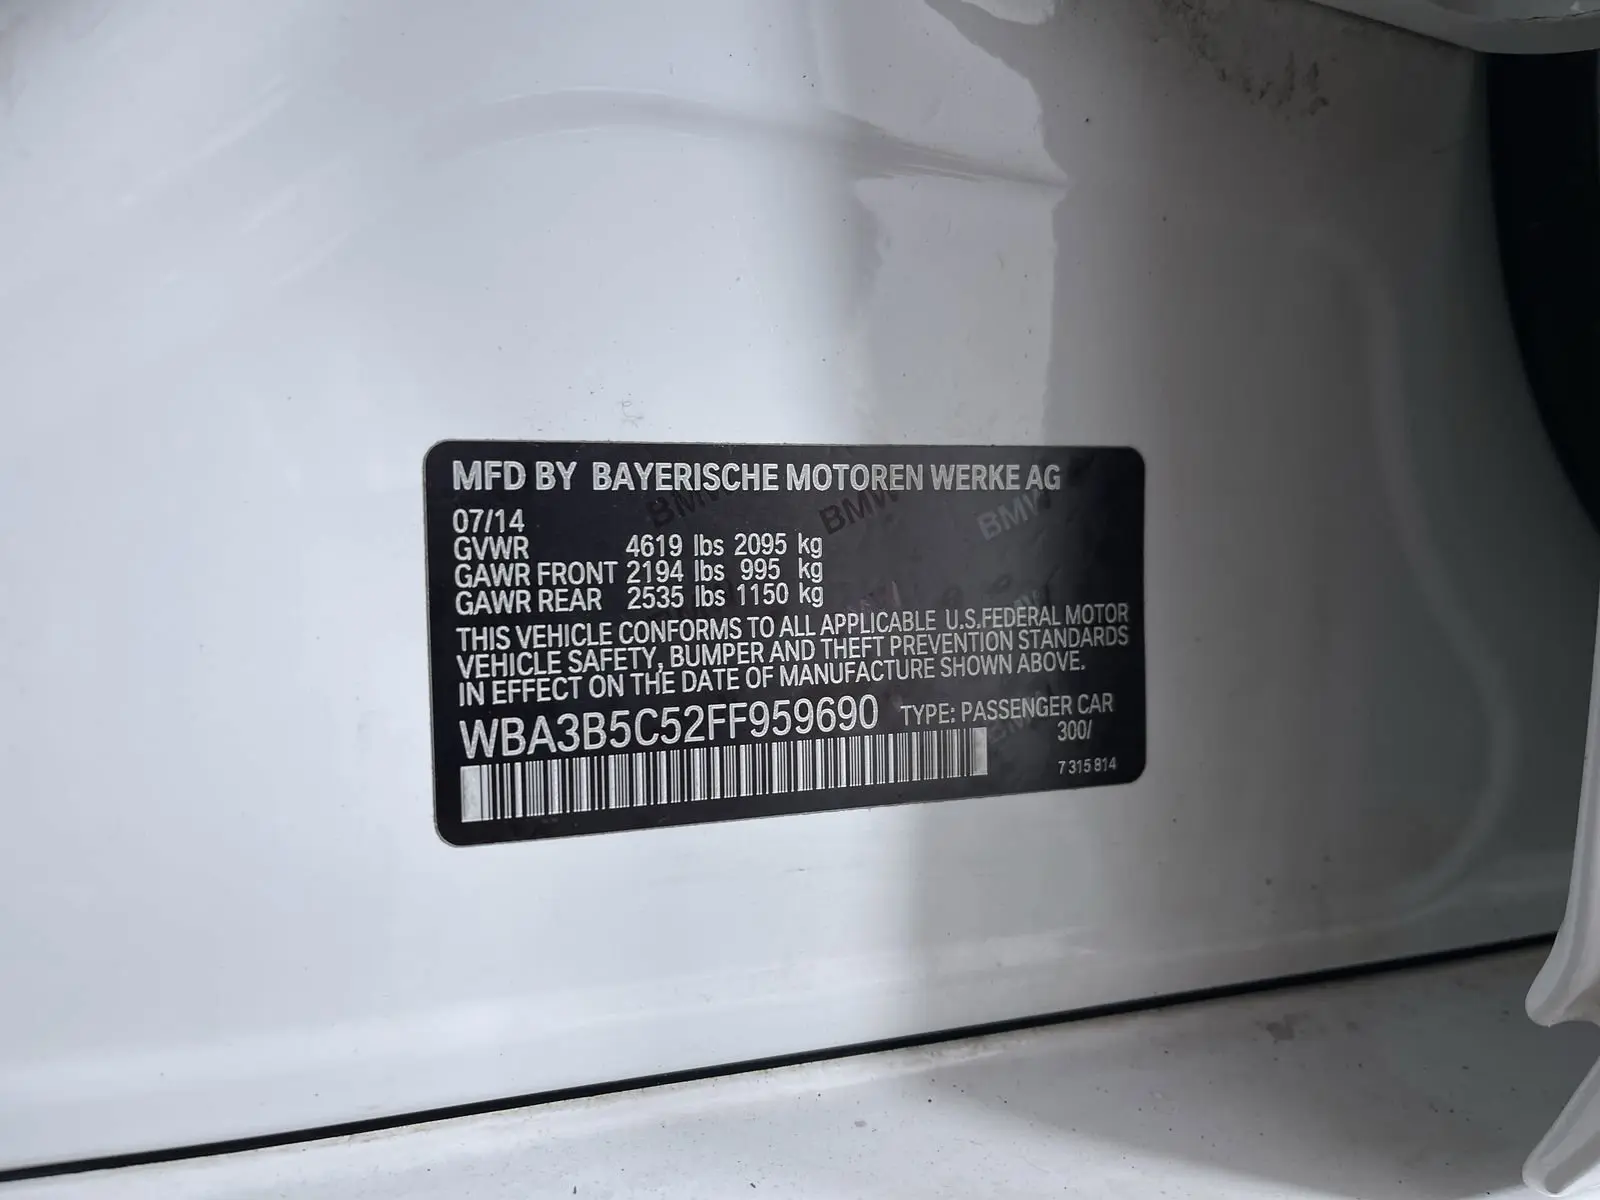 MFD BY BAYERISCHE MOTOREN WERKE AG
07/14
GVWR 4619 lbs 2095 kg
GAWR FRONT 2194 lbs 995 kg
GAWR REAR 2535 lbs 1150 kg
THIS VEHICLE CONFORMS TO ALL APPLICABLE U.S.FEDERAL MOTOR
VEHICLE SAFETY, BUMPER AND THEFT PREVENTION STANDARDS
IN EFFECT ON THE DATE OF MANUFACTURE SHOWN ABOVE.
WBA3B5C52FF959690 TYPE: PASSENGER CAR
300/
7 315 814
BMW BMW BMW